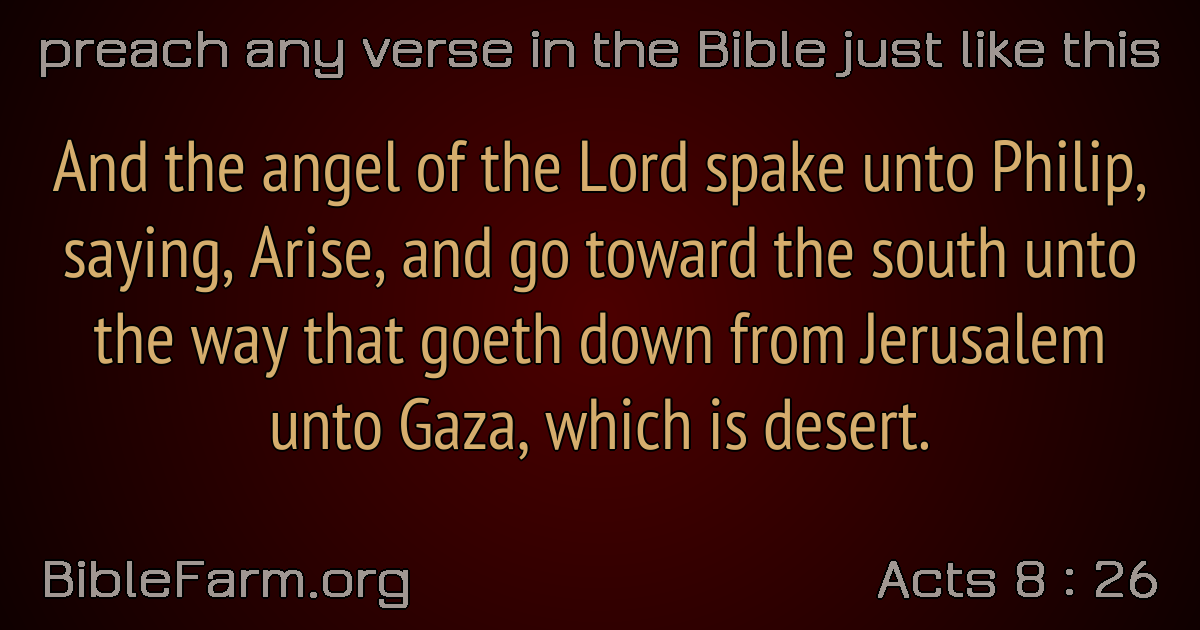 preach any verse in the Bible just like this
And the angel of the Lord spake unto Philip,
saying, Arise, and go toward the south unto
the way that goeth down from Jerusalem
unto Gaza, which is desert.
BibleFarm.org
Acts 8 : 26